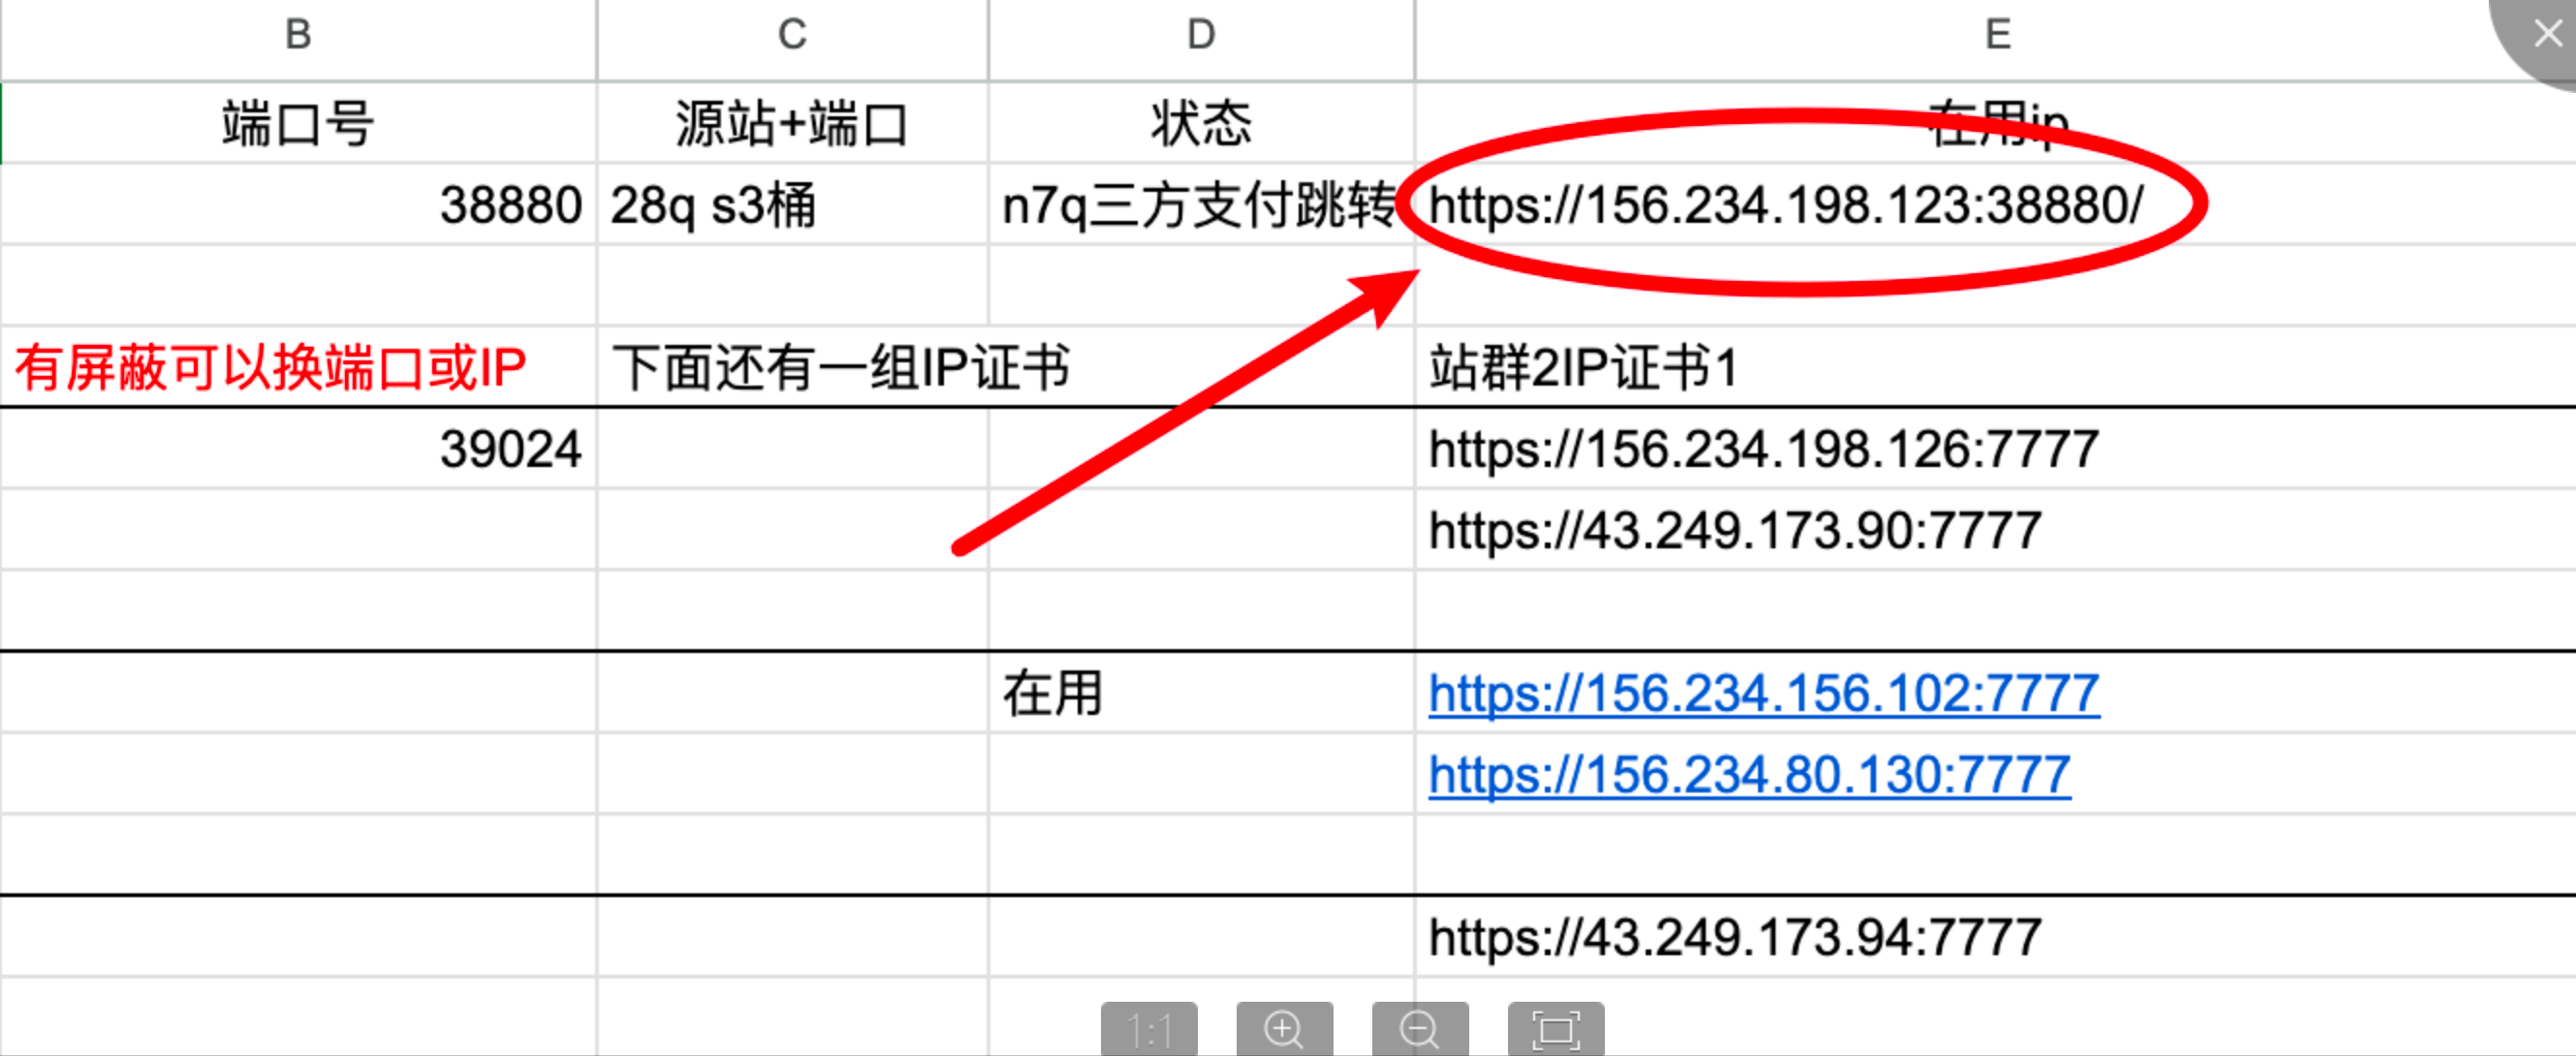 B C D E
端口号 源站+端口 状态 在用ip
38880 28q s3桶 n7q三方支付跳转 https://156.234.198.123:38880/
有屏蔽可以换端口或IP 下面还有一组IP证书 站群2IP证书1
39024 https://156.234.198.126:7777
https://43.249.173.90:7777
在用 https://156.234.156.102:7777
https://156.234.80.130:7777
https://43.249.173.94:7777
1:1